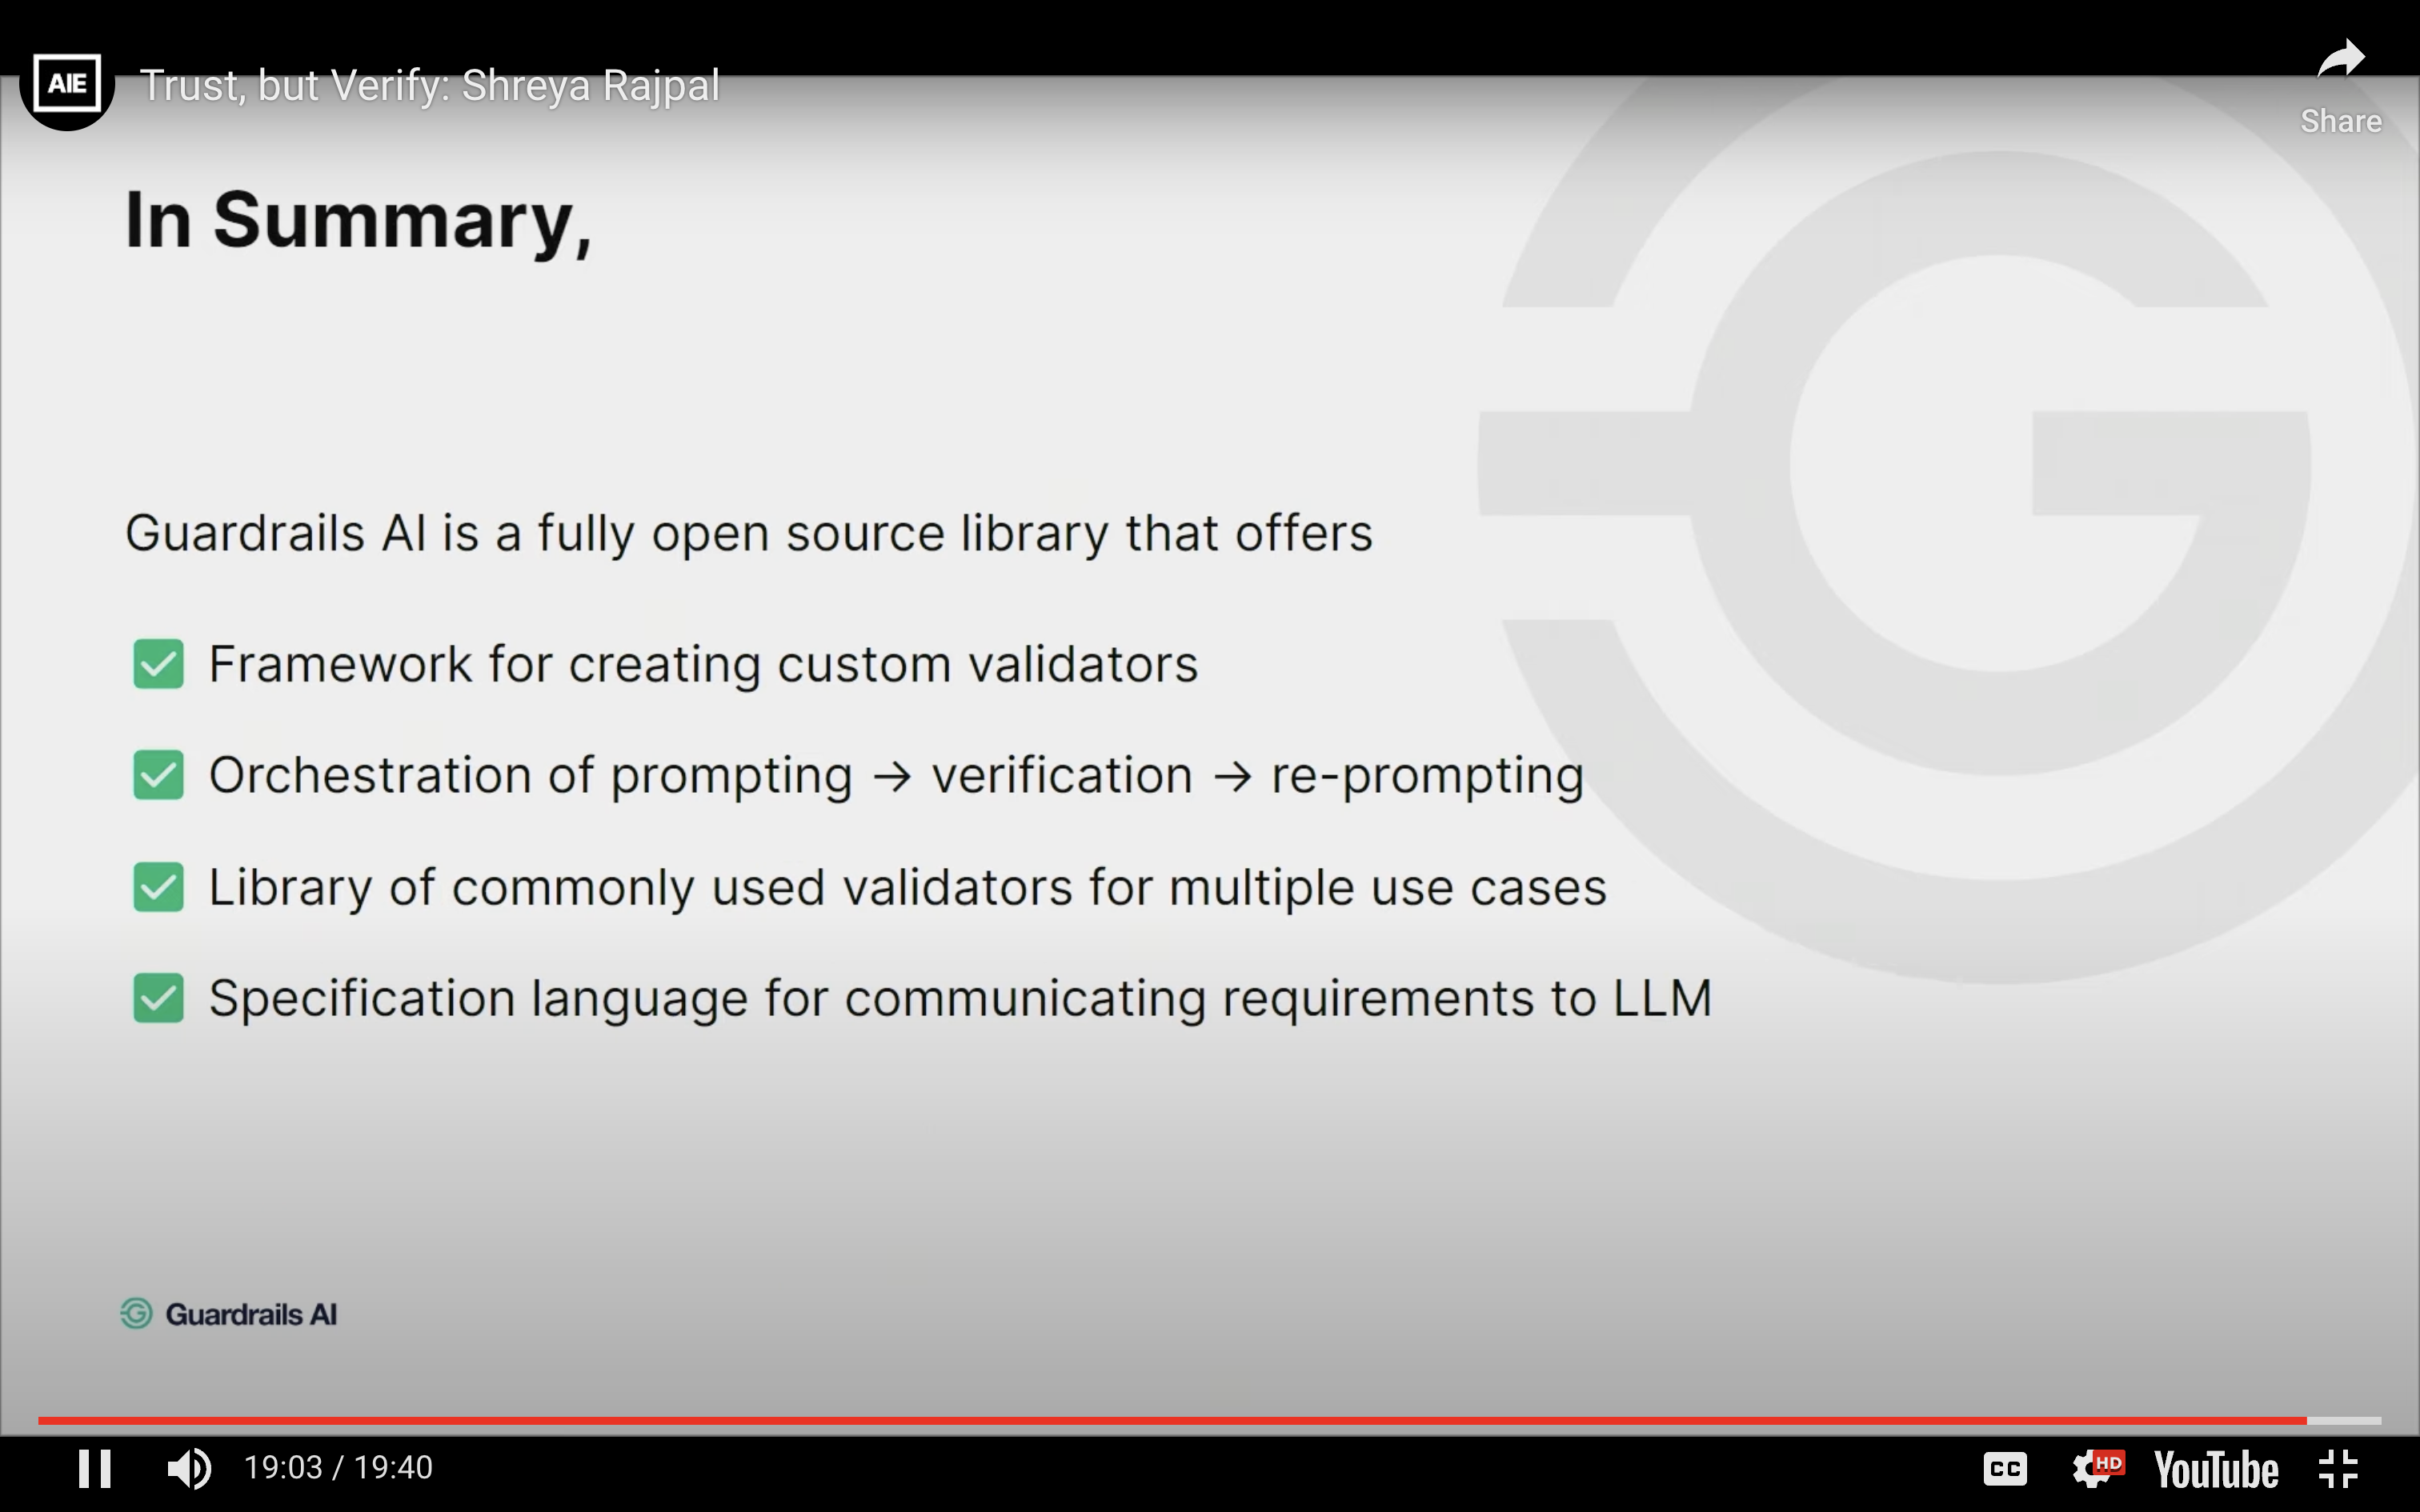 AIE
Trust, but Verify: Shreya Rajpal
Share
In Summary,
Guardrails AI is a fully open source library that offers
Framework for creating custom validators
Orchestration of prompting → verification → re-prompting
Library of commonly used validators for multiple use cases
Specification language for communicating requirements to LLM
Guardrails AI
19:03 / 19:40
CC
HD
YouTube